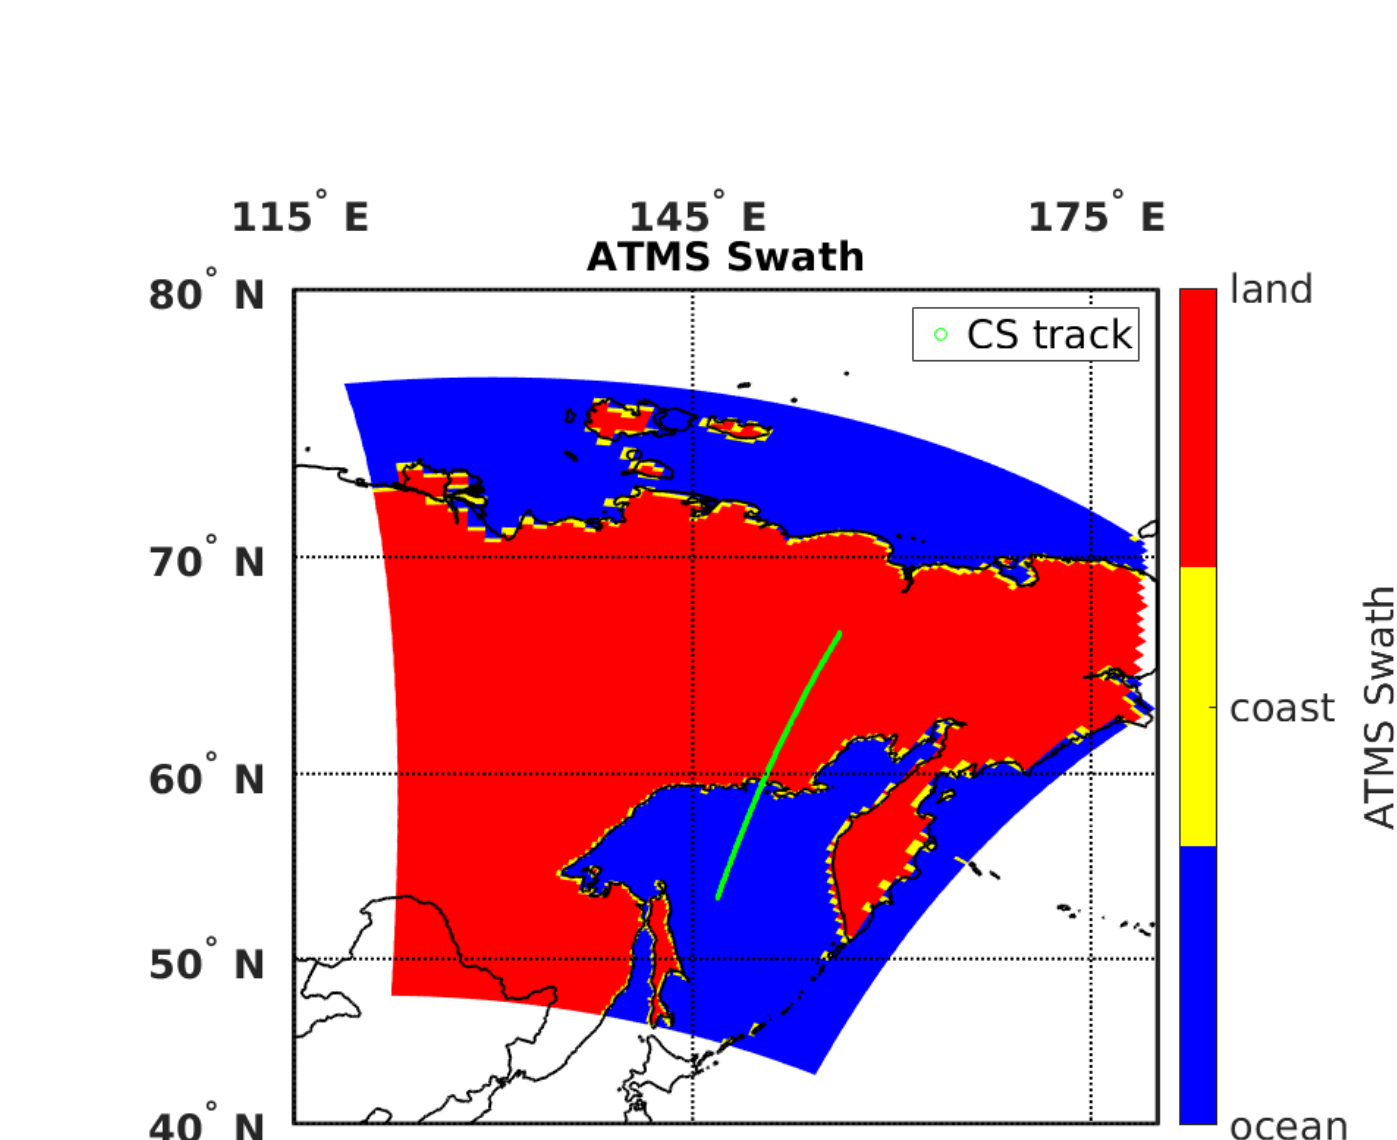 115° E 145° E 175° E
ATMS Swath
80° N
70° N
60° N
50° N
40° N
CS track
land
coast
ocean
ATMS Swath